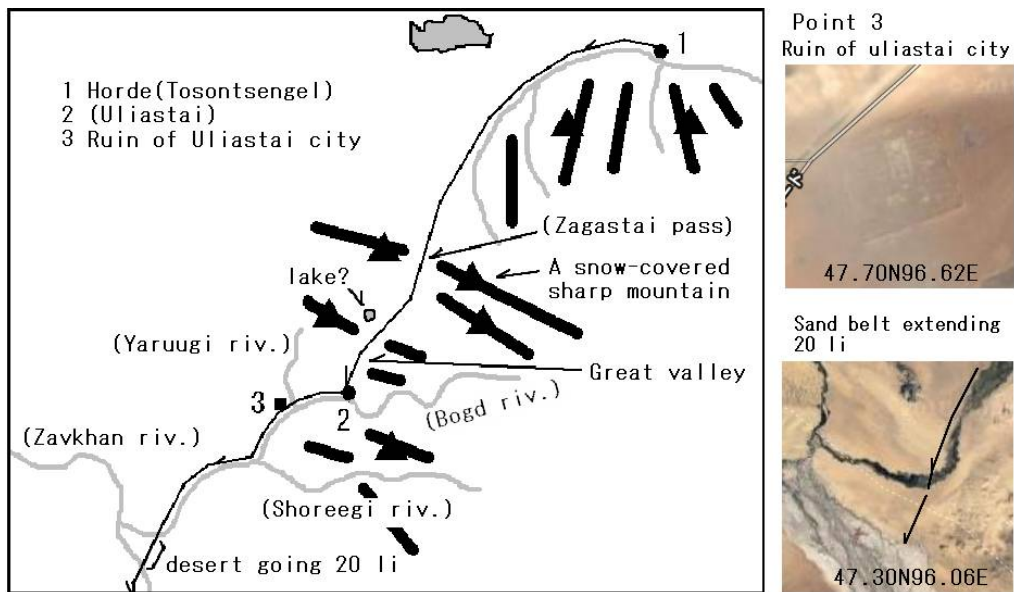 1
1 Horde(Tosontsengel)
2 (Uliastai)
3 Ruin of Uliastai city
(Zagastai pass)
A snow-covered
sharp mountain
lake?
(Yaruugi riv.)
Great valley
3
2
(Bogd riv.)
(Zavkhan riv.)
(Shoreegi riv.)
desert going 20 li
Point 3
Ruin of uliastai city
47.70N96.62E
Sand belt extending
20 li
47.30N96.06E